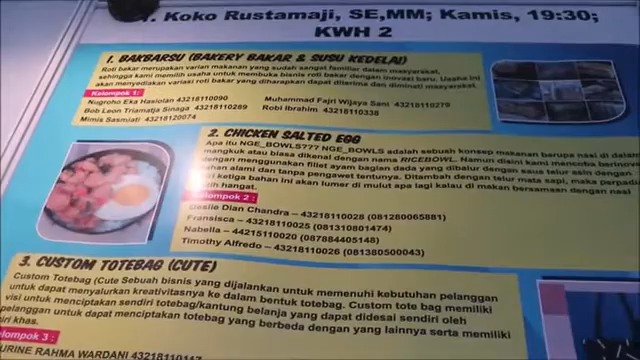 1. Koko Rustamaji, SE,MM; Kamis, 19:30;
KWH 2
1. BAKBARSU (BAKERY BAKAR & SUSU KEDELAI)
Roti bakar merupakan varian makanan yang sudah sangat familiar dalam masyarakat,
sehingga kami memilih usaha untuk membuka bisnis roti bakar dengan inovasi baru. Usaha ini
akan menyediakan variasi roti bakar yang diharapkan dapat diterima dan diminati masyarakat.
Kelompok 1 :
Nugroho Eka Hasiolan 43218110090
Muhammad Fajri Wijaya Sani - 43218110279
Bob Leonard Triamatja Sinaga - 43218110289
Robi Ibrahim - 43218110338
Mimis Sasmiati - 43218120074
2. CHICKEN SALTED EGG
Apa itu NGE_BOWLS??? NGE_BOWLS adalah sebuah konsep makanan berupa nasi di dalam
mangkuk atau biasa dikenal dengan nama RICEBOWL. Namun disini kami mencoba berinovasi
dengan menggunakan fillet ayam bagian dada yang dibalur dengan saus telur asin dengan
bahan alami dan tanpa pengawet tentunya. Ditambah dengan telur mata sapi, maka perpaduan
ketiga bahan ini akan lumer di mulut apa lagi kalau di makan bersamaan dengan nasi
putih hangat.
Kelompok 2 :
Desilie Dian Chandra - 43218110028 (081280065881)
Fransisca - 43218110025 (081310801474)
Nabella - 44215110020 (087884405148)
Timothy Alfredo - 43218110026 (081380500043)
3. CUSTOM TOTEBAG (CUTE)
Custom Totebag (Cute Sebuah bisnis yang dijalankan untuk memenuhi kebutuhan pelanggan
untuk dapat menyalurkan kreativitasnya ke dalam bentuk totebag. Custom tote bag memiliki
visi untuk menciptakan sendiri totebag/kantung belanja yang dapat didesai sendiri oleh
pelanggan untuk dapat menciptakan totebag yang berbeda dengan yang lainnya serta memiliki
khas.
Kelompok 3 :
URINE RAHMA WARDANI